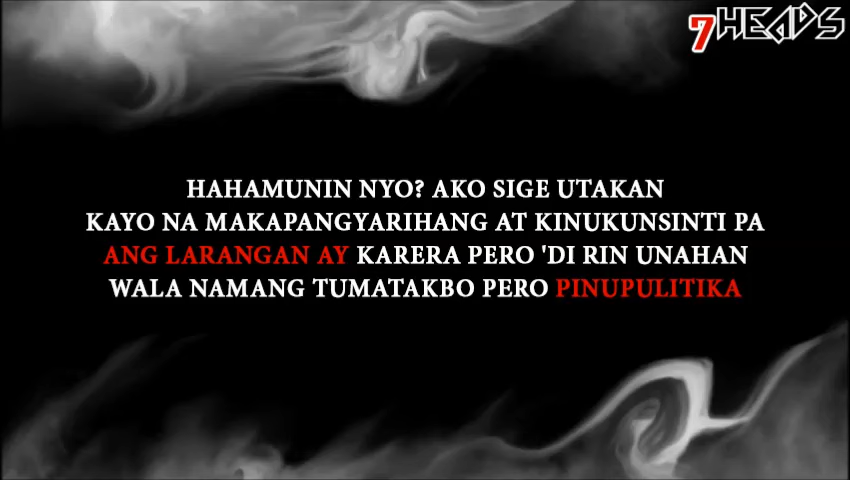 7HEADS
HAHAMUNIN NYO? AKO SIGE UTAKAN
KAYO NA MAKAPANGYARIHANG AT KINUKUNSINTI PA
ANG LARANGAN AY KARERA PERO 'DI RIN UNAHAN
WALA NAMANG TUMATAKBO PERO PINUPULITIKA